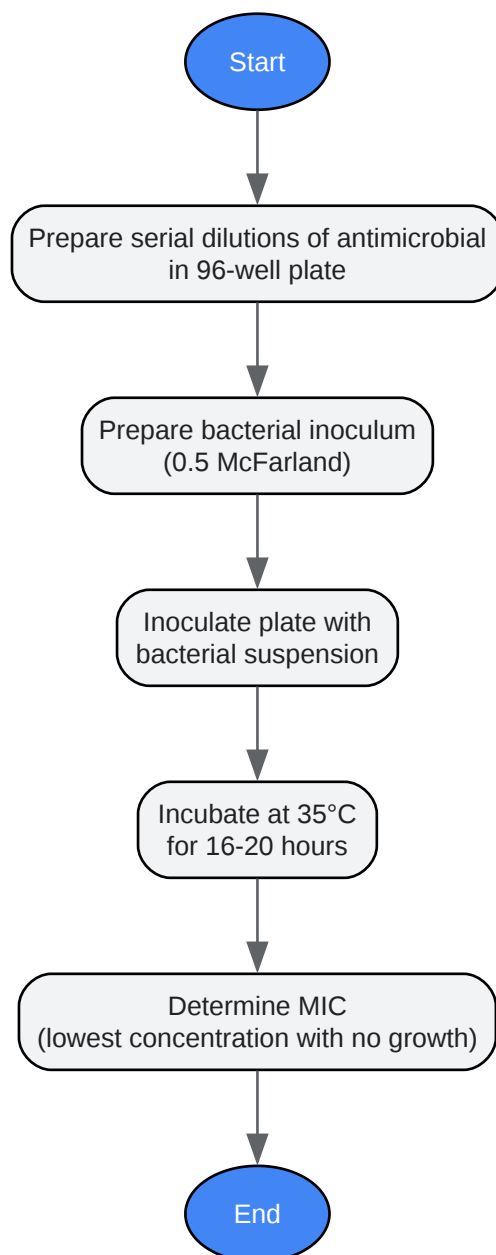 Start
Prepare serial dilutions of antimicrobial
in 96-well plate
Prepare bacterial inoculum
(0.5 McFarland)
Inoculate plate with
bacterial suspension
Incubate at 35°C
for 16-20 hours
Determine MIC
(lowest concentration with no growth)
End